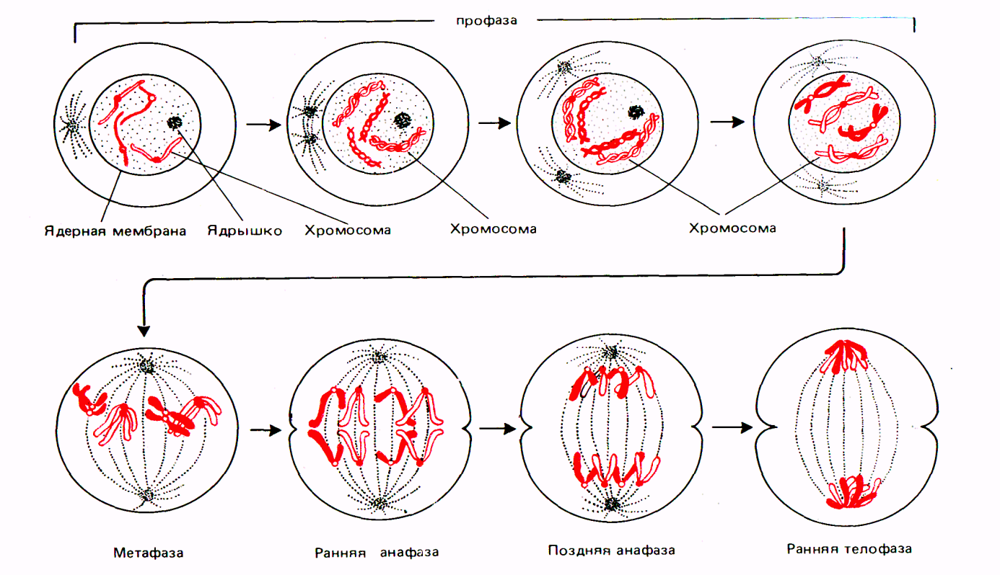 профаза
Ядерная мембрана
Ядрышко
Хромосома
Хромосома
Хромосома
Метафаза
Ранняя анафаза
Поздняя анафаза
Ранняя телофаза